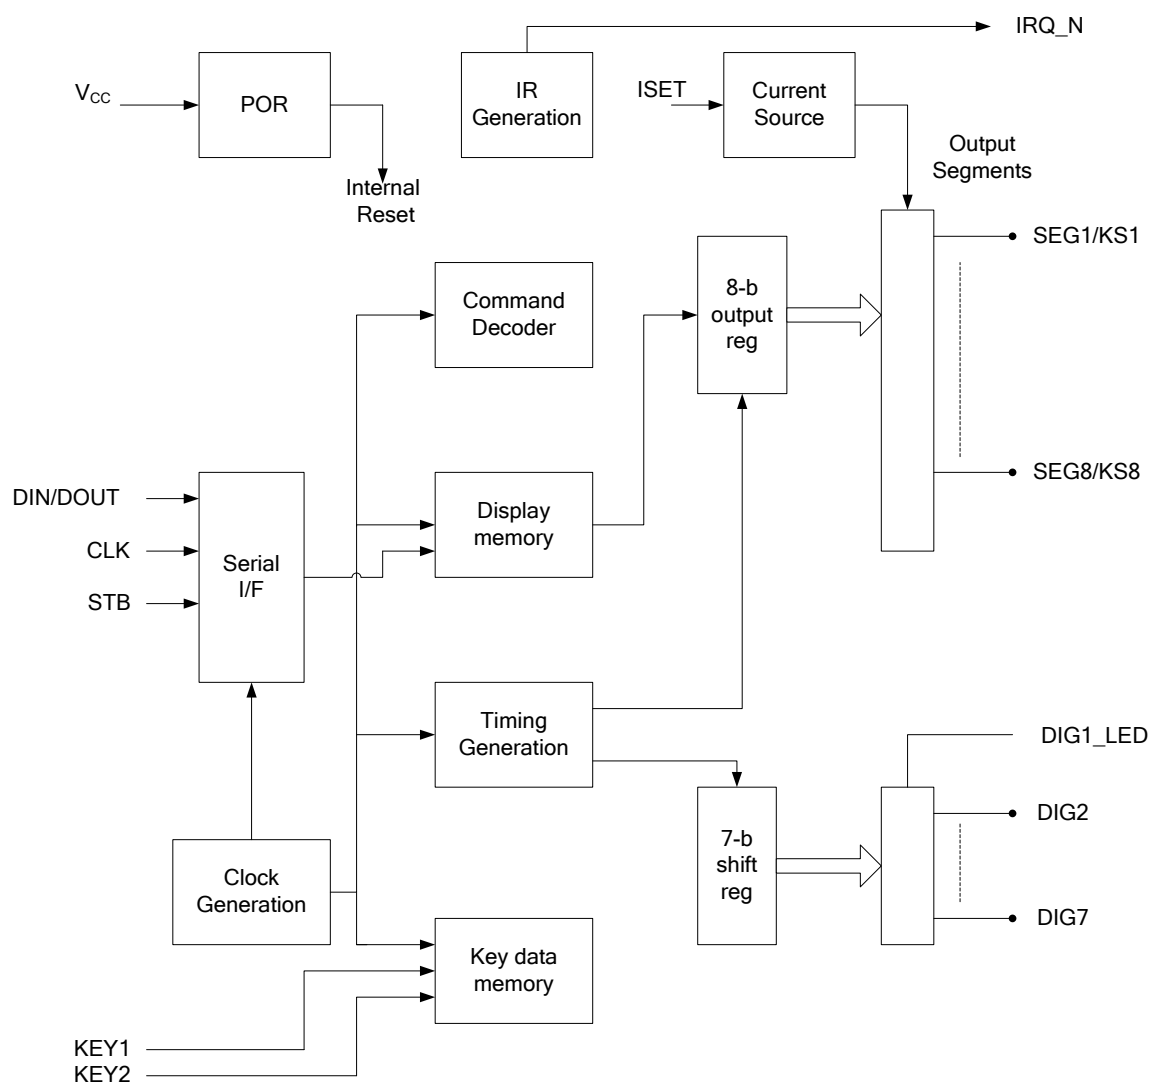 IRQ_N
V_CC
POR
IR
Generation
ISET
Current
Source
Output
Segments
Internal
Reset
SEG1/KS1
Command
Decoder
8-b
output
reg
SEG8/KS8
DIN/DOUT
CLK
STB
Serial
I/F
Display
memory
Timing
Generation
DIG1_LED
DIG2
7-b
shift
reg
DIG7
Clock
Generation
Key data
memory
KEY1
KEY2